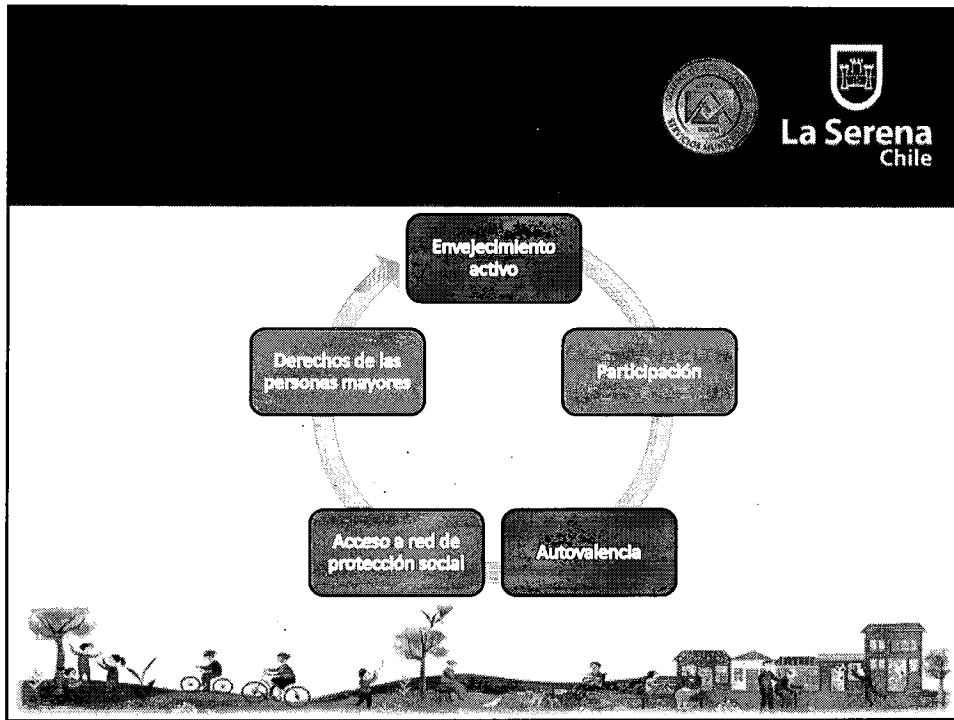 La Serena
Chile
Envejecimiento
activo
Participación
Autovalencia
Acceso a red de
protección social
Derechos de las
personas mayores